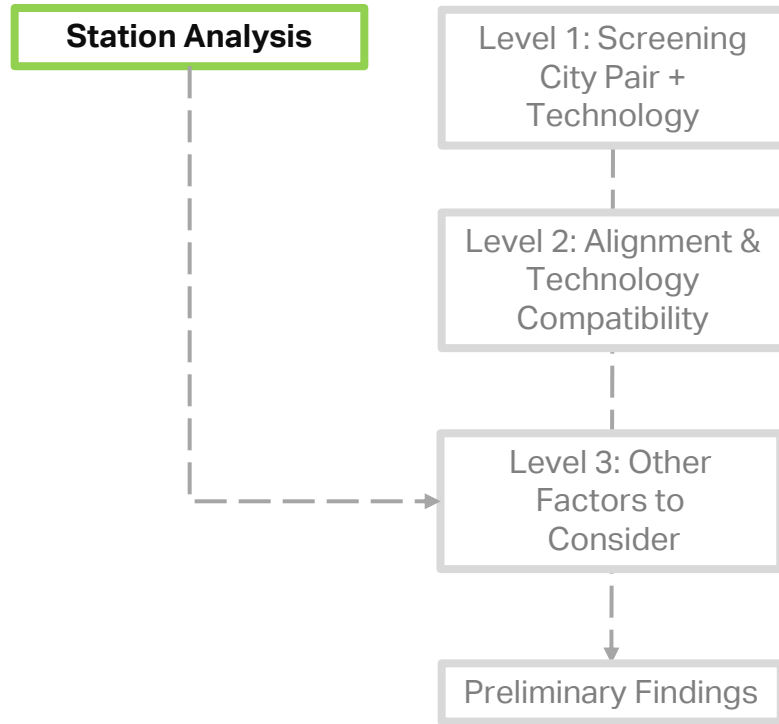 Station Analysis
Level 1: Screening
City Pair +
Technology
Level 2: Alignment &
Technology
Compatibility
Level 3: Other
Factors to
Consider
Preliminary Findings